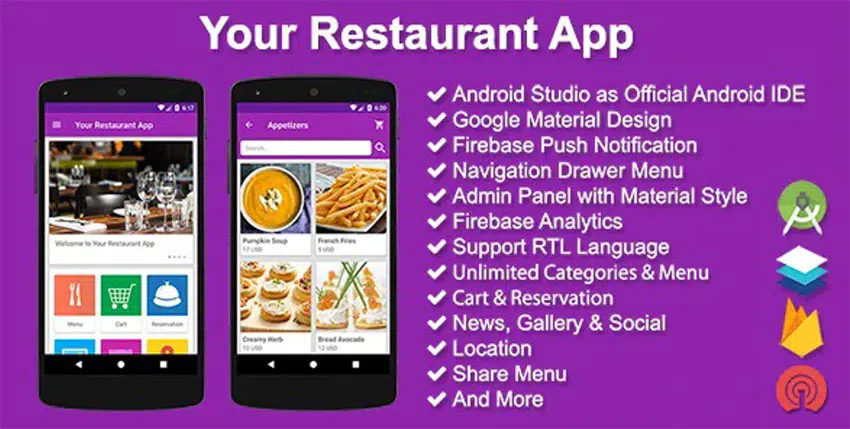 Your Restaurant App
6:17
Your Restaurant App
Welcome to Your Restaurant App
Menu
Cart
Reservation
6:20
Appetizers
Search...
Pumpkin Soup
17 USD
French Fries
5 USD
Creamy Herb
10 USD
Bread Avocado
12 USD
Android Studio as Official Android IDE
Google Material Design
Firebase Push Notification
Navigation Drawer Menu
Admin Panel with Material Style
Firebase Analytics
Support RTL Language
Unlimited Categories & Menu
Cart & Reservation
News, Gallery & Social
Location
Share Menu
And More